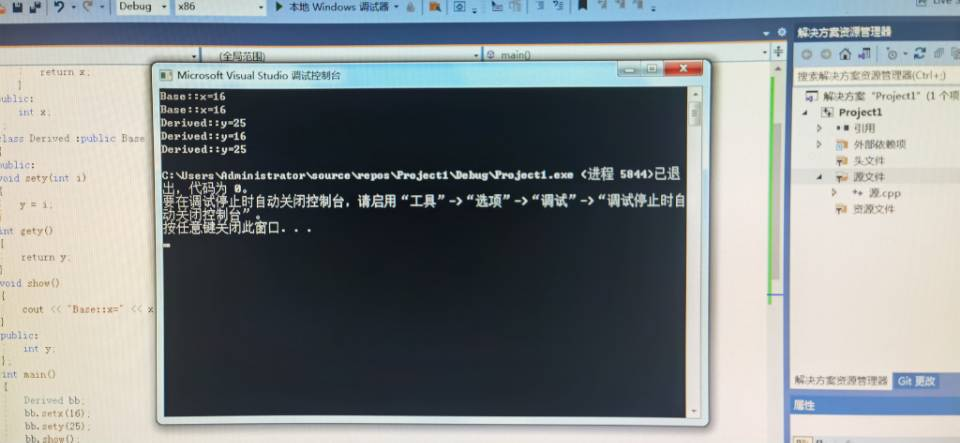 Debug
x86
本地 Windows 调试器
(全局范围)
main()
return x;
}
public:
int x;
class Derived :public Base
public:
void sety(int i)
{
y = i;
int gety()
{
return y;
}
void show()
{
cout << "Base::x=" << x
}
public:
int y;
};
int main()
{
Derived bb;
bb.setx(16);
bb.sety(25);
bb.show();
Microsoft Visual Studio 调试控制台
Base::x=16
Base::x=16
Derived::y=25
Derived::y=16
Derived::y=25
C:\Users\Administrator\source\repos\Project1\Debug\Project1.exe (进程 5844)已退
出，代码为 0。
要在调试停止时自动关闭控制台，请启用“工具”->“选项”->“调试”->“调试停止时自
动关闭控制台”。
按任意键关闭此窗口. . .
解决方案资源管理器
搜索解决方案资源管理器(Ctrl+;)
解决方案 "Project1" (1 个项
Project1
引用
外部依赖项
头文件
源文件
源.cpp
资源文件
解决方案资源管理器
Git 更改
属性